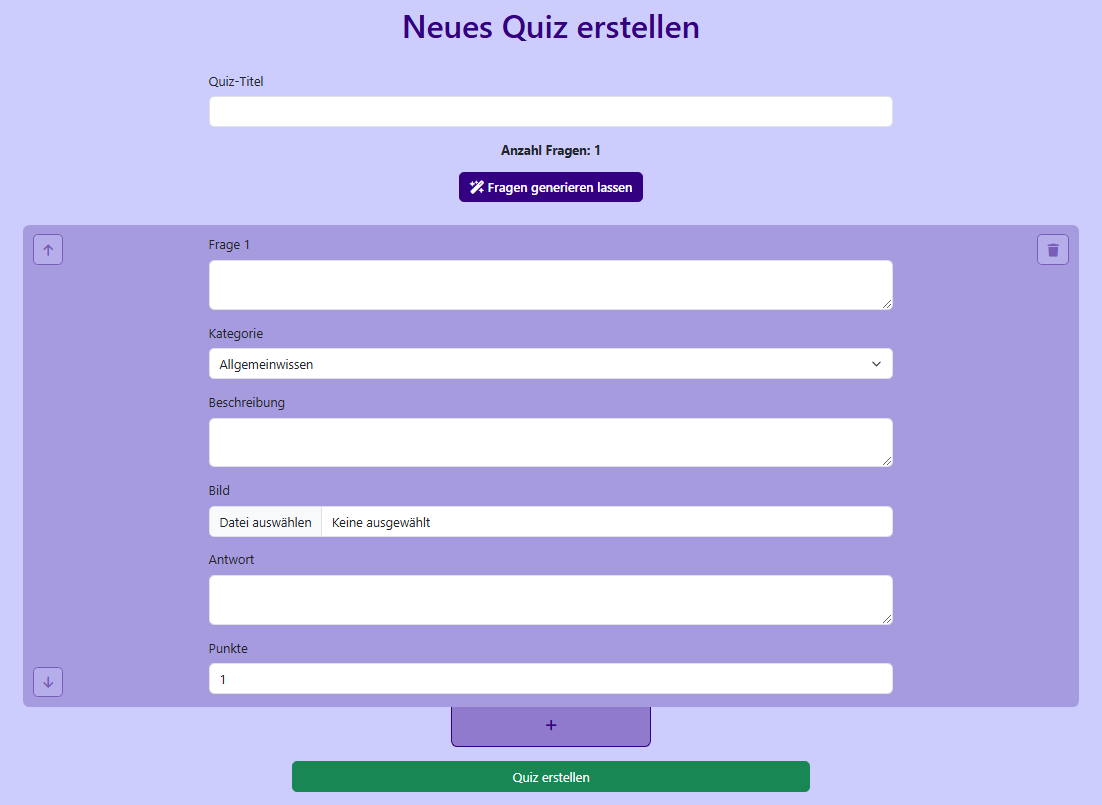 Neues Quiz erstellen
Quiz-Titel
Anzahl Fragen: 1
Fragen generieren lassen
Frage 1
Kategorie
Allgemeinwissen
Beschreibung
Bild
Datei auswählen Keine ausgewählt
Antwort
Punkte
1
+
Quiz erstellen